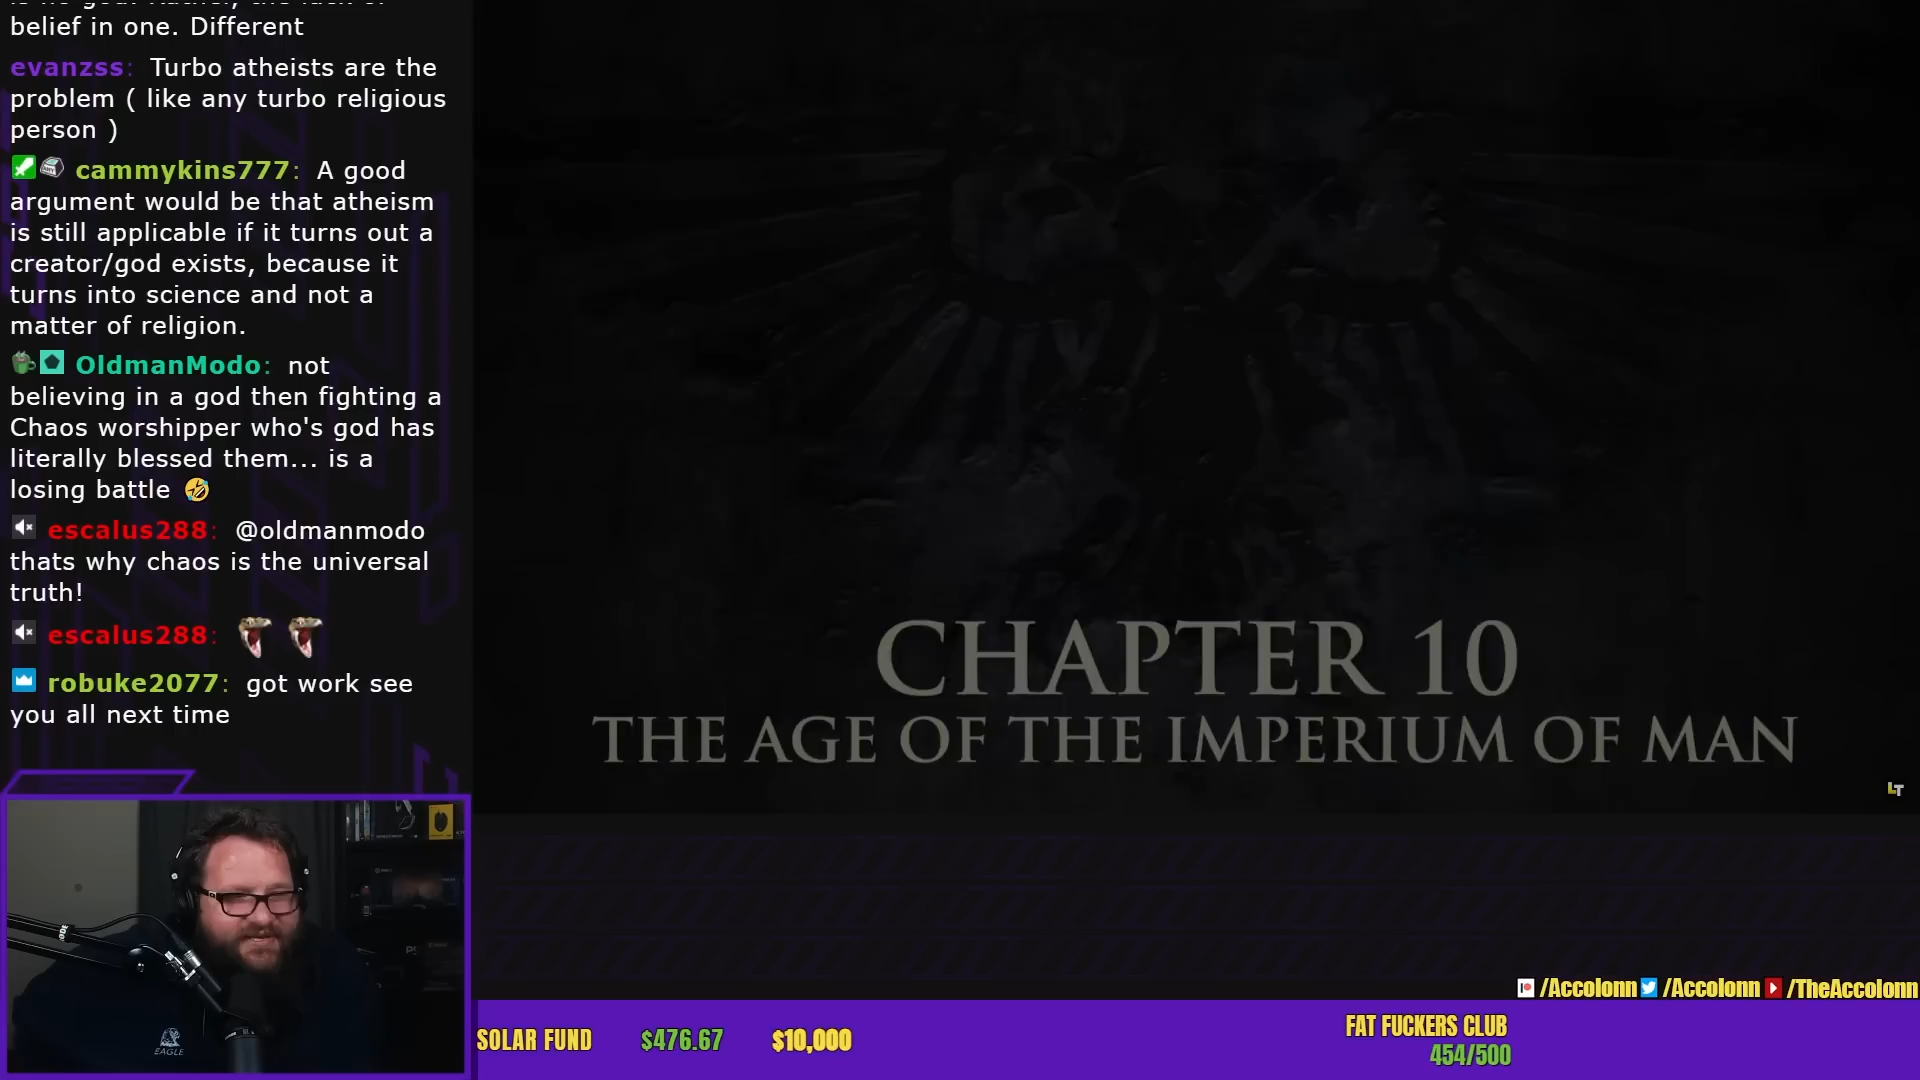 belief in one. Different
evanzss: Turbo atheists are the
problem ( like any turbo religious
person )
cammykins777: A good
argument would be that atheism
is still applicable if it turns out a
creator/god exists, because it
turns into science and not a
matter of religion.
OldmanModo: not
believing in a god then fighting a
Chaos worshipper who's god has
literally blessed them... is a
losing battle 🤣
escalus288: @oldmanmodo
thats why chaos is the universal
truth!
escalus288:
robuke2077: got work see
you all next time
CHAPTER 10
THE AGE OF THE IMPERIUM OF MAN
LT
EAGLE
/Accolonn /Accolonn /TheAccolonn
SOLAR FUND $476.67 $10,000
FAT FUCKERS CLUB
454/500